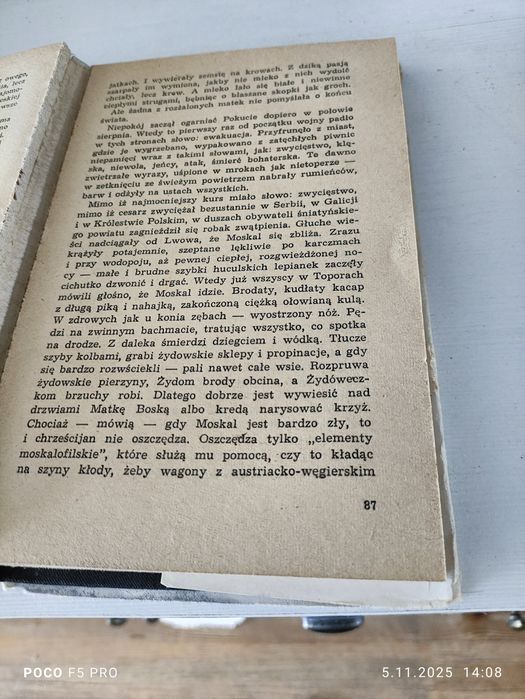 owego,
lecz
jatkach. I wywierały zemstę na krowach. Z dziką pasją
szarpały im wymiona, jakby nie mleko z nich wydoić
chciały, lecz krew. A mleko lało się białe i niewinne
ciepłymi strugami, bębniąc o blaszane skopki jak groch.
Ale żadna z rozżalonych matek nie pomyślała o końcu
świata.
Niepokój zaczął ogarniać Pokucie dopiero w połowie
sierpnia. Wtedy to pierwszy raz od początku wojny padło
w tych stronach słowo: ewakuacja. Przyfrunęło z miast,
gdzie je wygrzebano, wypakowano z zatęchłych piwnic
niepamięci wraz z takimi słowami, jak: zwycięstwo, klę-
ska, niewola, jeńcy, atak, śmierć bohaterska. Te dawno
zwietrzałe wyrazy, uśpione w mrokach jak nietoperze —
w zetknięciu ze świeżym powietrzem nabrały rumieńców,
barw i odżyły na ustach wszystkich.
Mimo iż najmocniejszy kurs miało słowo: zwycięstwo,
mimo iż cesarz zwyciężał bezustannie w Serbii, w Galicji
i w Królestwie Polskim, w duszach obywateli śniatyńskie-
go powiatu zagnieździł się robak zwątpienia. Głuche wie-
ści nadciągały od Lwowa, że Moskal się zbliża. Zrazu
krążyły potajemnie, szeptane lękliwie po karczmach
i przy wodopoju, aż pewnej ciepłej, rozgwieżdżonej no-
cy — małe i brudne szybki huculskich lepianek zaczęły
cichutko dzwonić i drgać. Wtedy już wszyscy w Toporach
mówili głośno, że Moskal idzie. Brodaty, kudłaty kacap
z długą piką i nahajką, zakończoną ciężką ołowianą kulą.
W zdrowych jak u konia zębach — wyostrzony nóż. Pę-
dzi na zwinnym bachmacie, tratując wszystko, co spotka
na drodze. Z daleka śmierdzi dziegciem i wódką. Tłucze
szyby kolbami, grabi żydowskie sklepy i propinacje, a gdy
się bardzo rozwściekli — pali nawet całe wsie. Rozpruwa
żydowskie pierzyny, Żydom brody obcina, a Żydówecz-
kom brzuchy robi. Dlatego dobrze jest wywiesić nad
drzwiami Matkę Boską albo kredą narysować krzyż.
Chociaż — mówią — gdy Moskal jest bardzo zły, to
i chrześcijan nie oszczędza. Oszczędza tylko „elementy
moskalofilskie”, które służą mu pomocą, czy to kładąc
na szyny kłody, żeby wagony z austriacko-węgierskim
87
POCO F5 PRO
5.11.2025 14:08